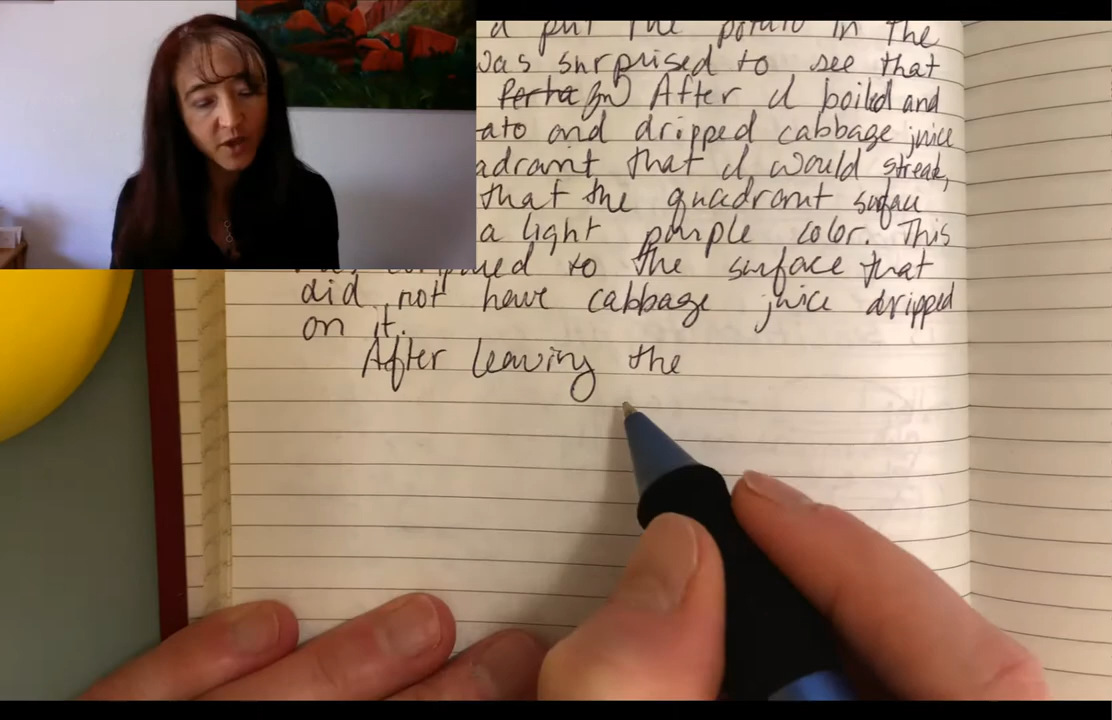 I put the potato in the
was surprised to see that
In After I boiled and
ato and dripped cabbage juice
adrant that I would streak,
that the quadrant surface
a light purple color. This
to the surface that
did not have cabbage juice dripped
on it.
After leaving the